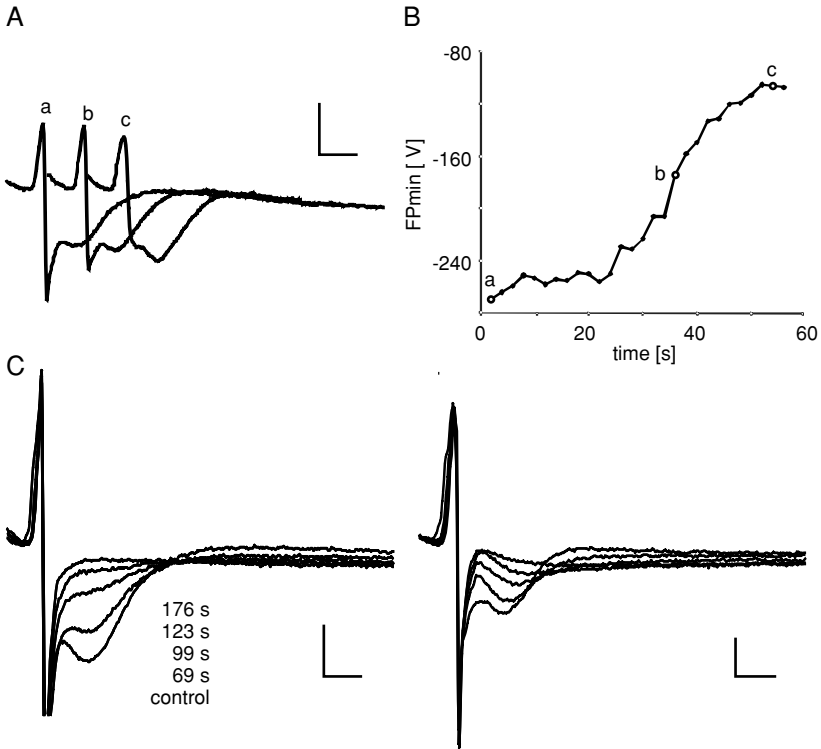 A
B
a b c
-80
-160
-240
FPmin [ V]
a
b
c
0 20 40 60
time [s]
C
176 s
123 s
99 s
69 s
control